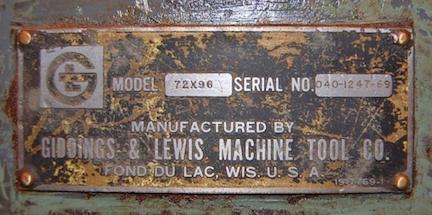 G
MODEL 72X96 SERIAL NO. 040-1247-69
MANUFACTURED BY
GIDDINGS & LEWIS MACHINE TOOL CO.
FOND DU LAC, WIS. U. S. A.